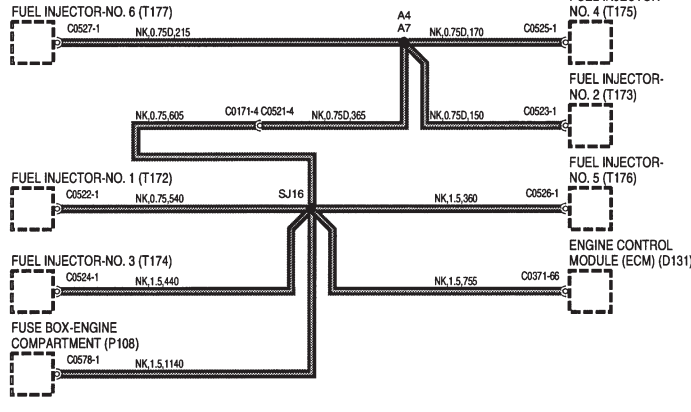 FUEL INJECTOR-NO. 6 (T177)
C0527-1
NK,0.75D,215
A4
A7
NK,0.75D,170
C0525-1
FUEL INJECTOR-
NO. 4 (T175)
NK,0.75,605
C0171-4 C0521-4
NK,0.75D,365
NK,0.75D,150
C0523-1
FUEL INJECTOR-
NO. 2 (T173)
FUEL INJECTOR-NO. 1 (T172)
C0522-1
NK,0.75,540
SJ16
NK,1.5,360
C0526-1
FUEL INJECTOR-
NO. 5 (T176)
FUEL INJECTOR-NO. 3 (T174)
C0524-1
NK,1.5,440
NK,1.5,755
C0371-66
ENGINE CONTROL
MODULE (ECM) (D131)
FUSE BOX-ENGINE
COMPARTMENT (P108)
C0578-1
NK,1.5,1140